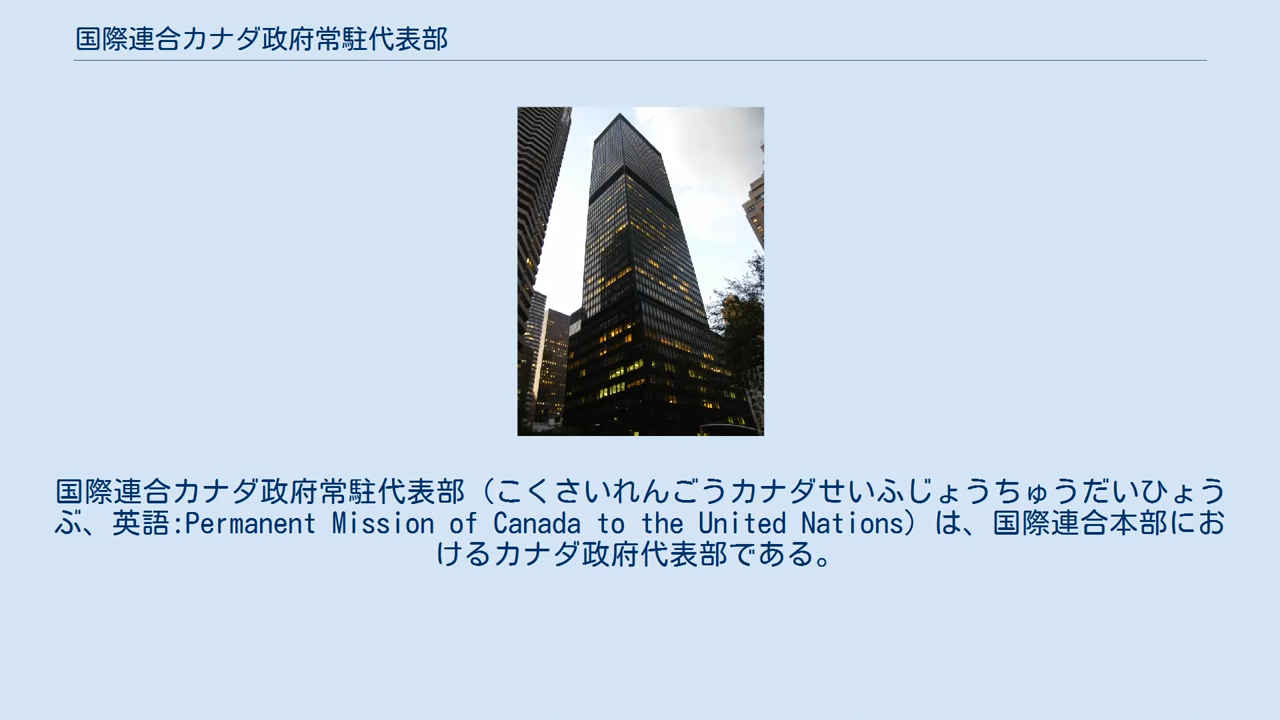 国際連合カナダ政府常駐代表部
国際連合カナダ政府常駐代表部（こくさいれんごうカナダせいふじょうちゅうだいひょう
ぶ、英語:Permanent Mission of Canada to the United Nations）は、国際連合本部にお
けるカナダ政府代表部である。